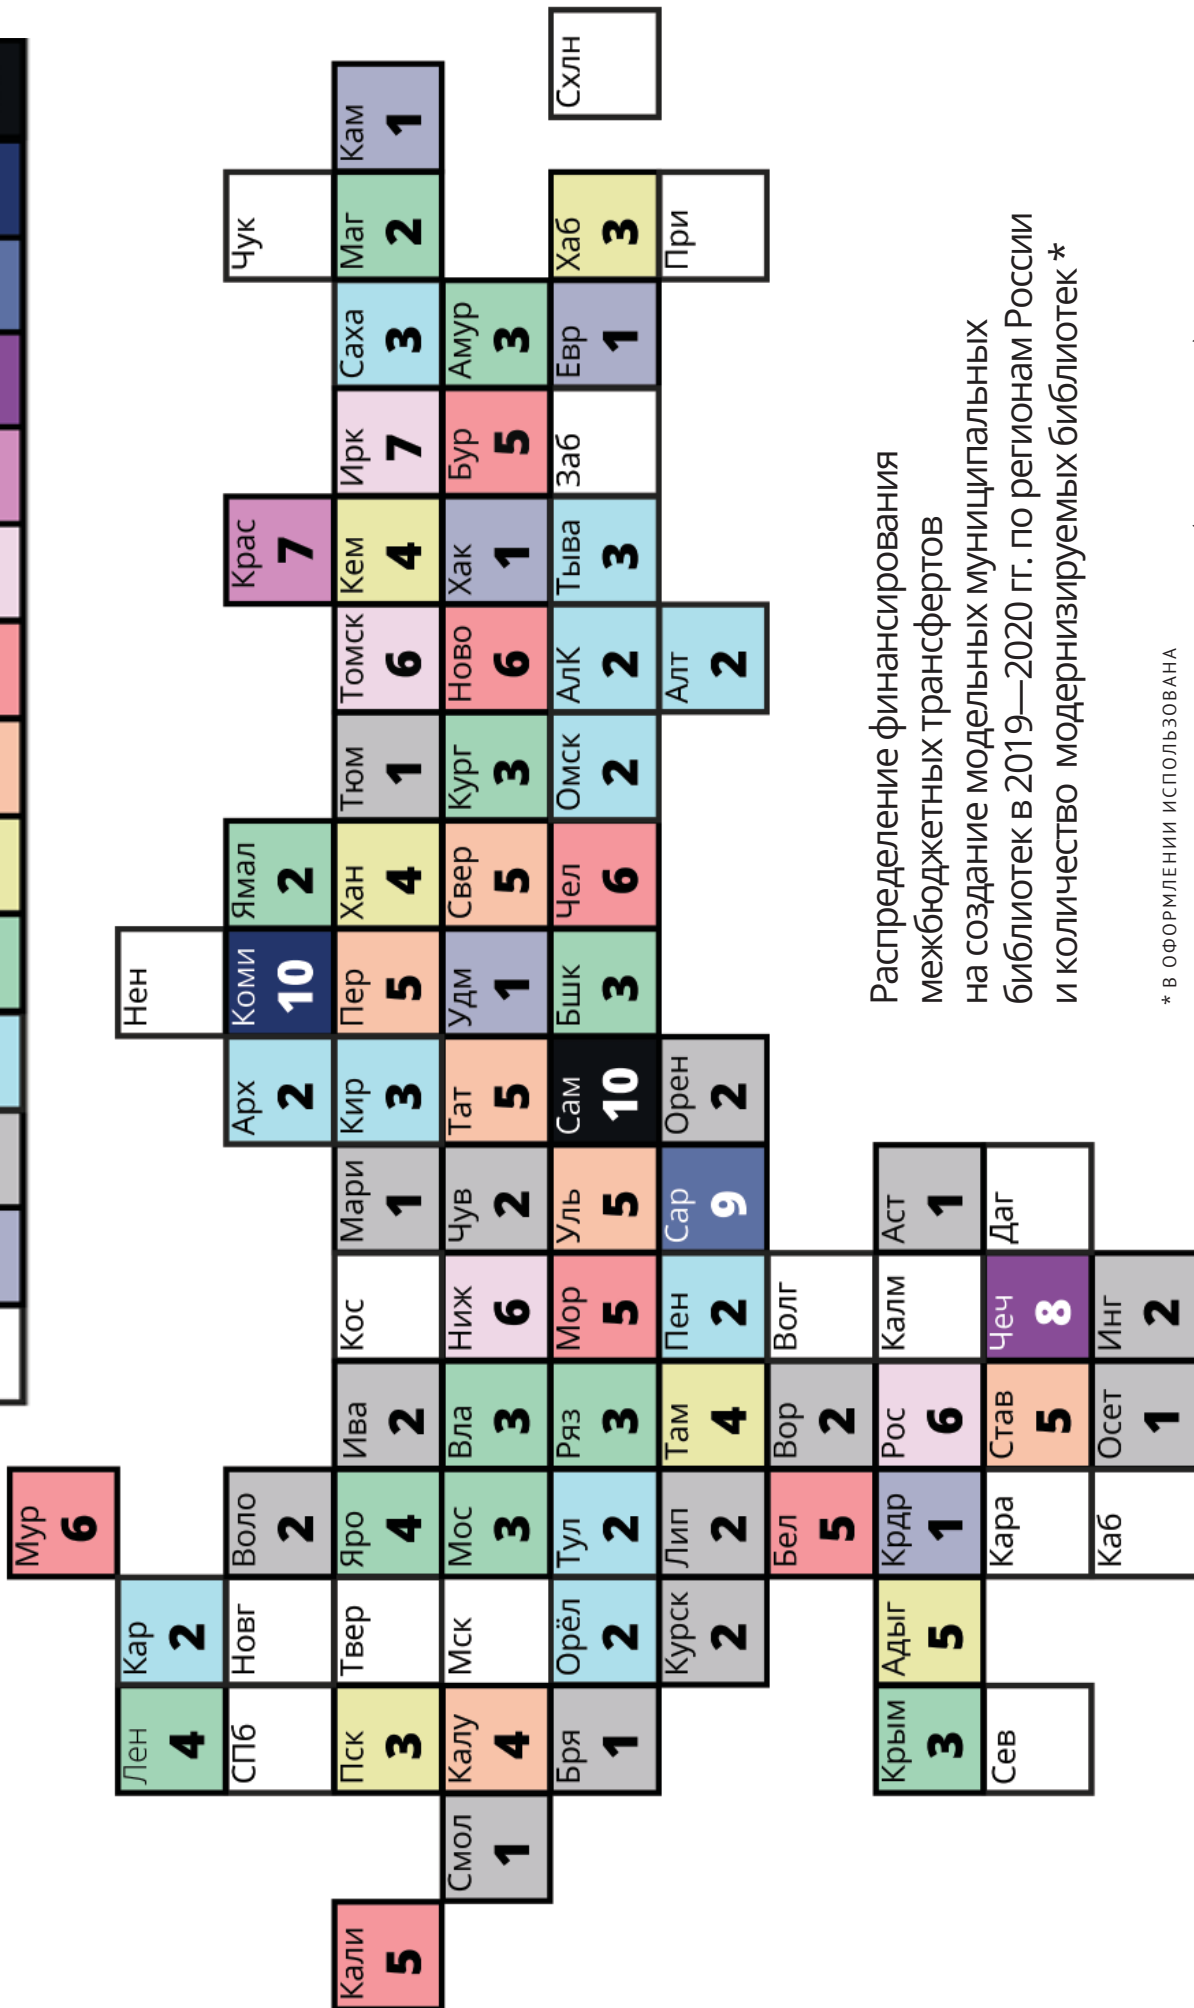 Мур
6
Лен Кар Нен
4 2
СПб Новг Воло Арх Коми Ямал Крас Чук
2 2 10 2 7
Кали Пск Твер Яро Ива Кос Мари Кир Пер Хан Тюм Томск Кем Ирк Саха Маг Кам
5 3 4 2 1 3 5 4 1 6 4 7 3 2 1
Смол Калу Мск Мос Вла Ниж Чув Тат Удм Свер Кург Ново Хак Бур Амур
1 4 3 3 6 2 5 1 5 3 6 1 5 3
Бря Орёл Тул Ряз Мор Уль Сам Бшк Чел Омск АлК Тыва Заб Евр Хаб Схлн
1 2 2 3 5 5 10 3 6 2 2 3 1 3
Курск Лип Там Пен Сар Орен Алт При
2 2 4 2 9 2 2
Бел Вор Волг
5 2
Крым Адыг Крдр Рос Калм Аст
3 5 1 6 1
Сев Кара Став Чеч Даг
5 8
Каб Осет Инг
1 2
Распределение финансирования
межбюджетных трансфертов
на создание модельных муниципальных
библиотек в 2019—2020 гг. по регионам России
и количество модернизируемых библиотек *
* В ОФОРМЛЕНИИ ИСПОЛЬЗОВАНА